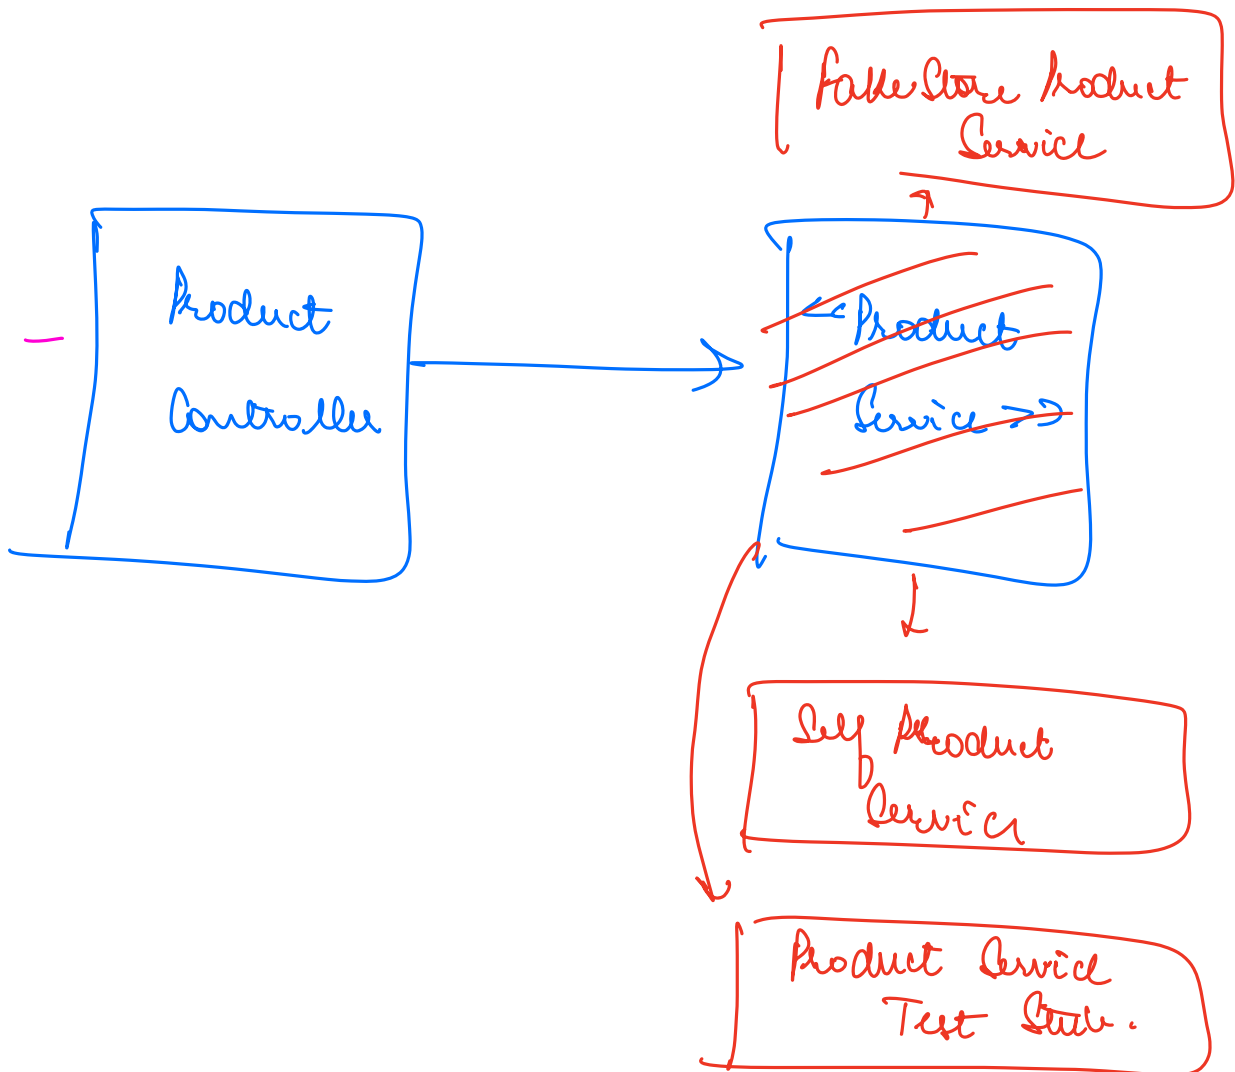 FakeStore Product
Service
Product
Controller
<<Product
Service>>
Self Product
Service
Product Service
Test Stub.